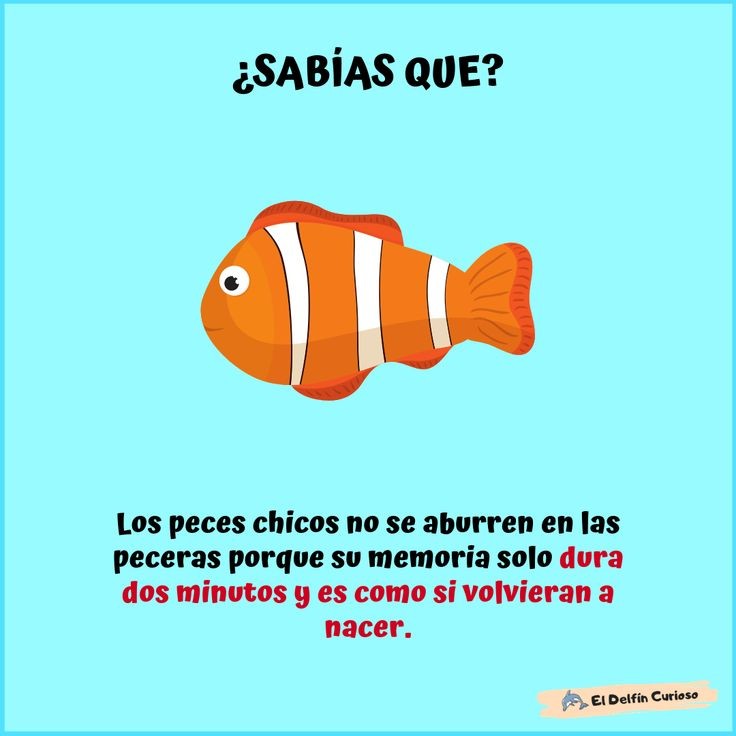 ¿SABÍAS QUE?
Los peces chicos no se aburren en las
peceras porque su memoria solo dura
dos minutos y es como si volvieran a
nacer.
El Delfín Curioso